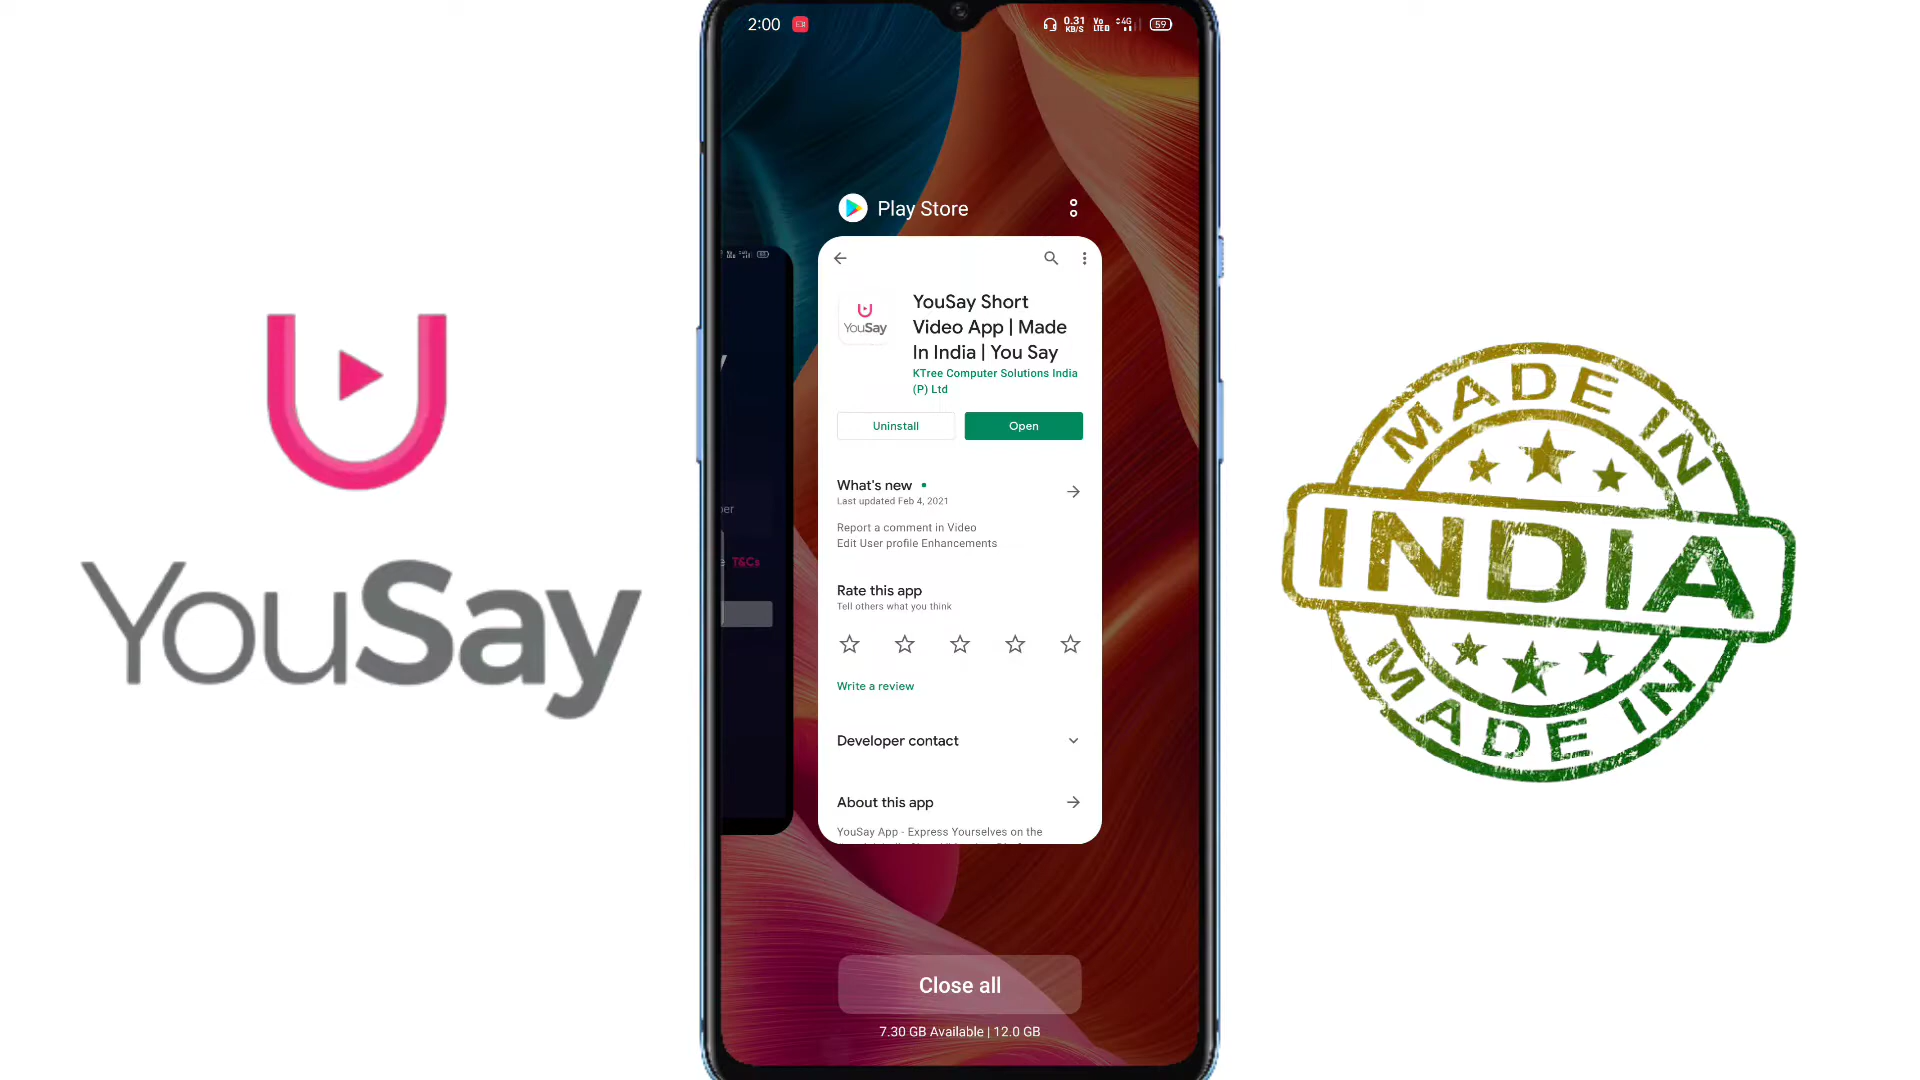 2:00
0.31
KB/S
Vo
LTE
4G
59
Play Store
YouSay
YouSay Short
Video App | Made
In India | You Say
KTree Computer Solutions India
(P) Ltd
Uninstall
Open
What's new
Last updated Feb 4, 2021
Report a comment in Video
Edit User profile Enhancements
Rate this app
Tell others what you think
Write a review
Developer contact
About this app
YouSay App - Express Yourselves on the
T&Cs
Close all
7.30 GB Available | 12.0 GB
YouSay
MADE IN
INDIA
MADE IN